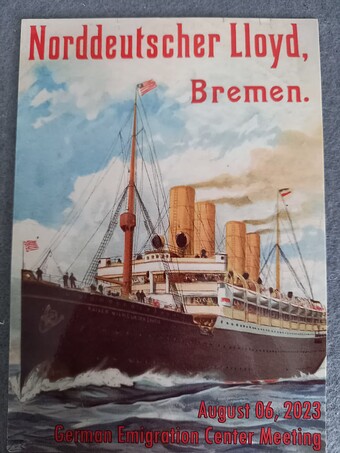 Norddeutscher Lloyd,
Bremen.
August 06, 2023
German Emigration Center Meeting